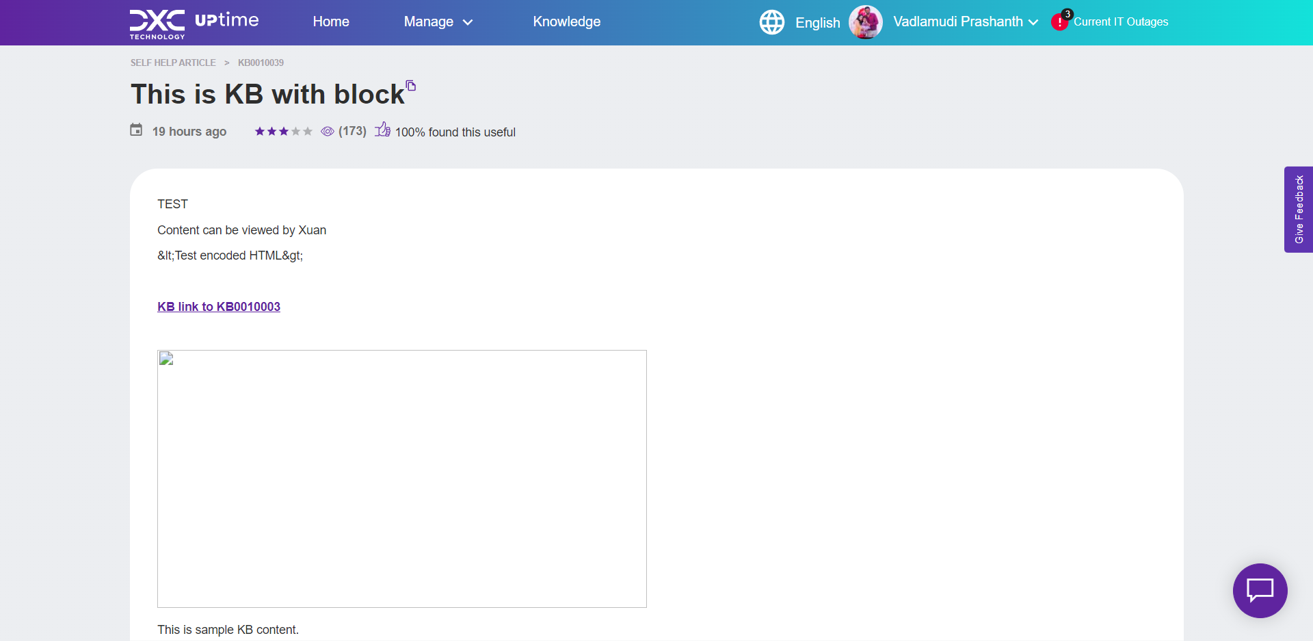 DXC TECHNOLOGY UPtime Home Manage Knowledge English Vadlamudi Prashanth ! 3 Current IT Outages
SELF HELP ARTICLE > KB0010039
This is KB with block
19 hours ago (173) 100% found this useful
TEST
Content can be viewed by Xuan
&lt;Test encoded HTML&gt;
KB link to KB0010003
This is sample KB content.
Give Feedback